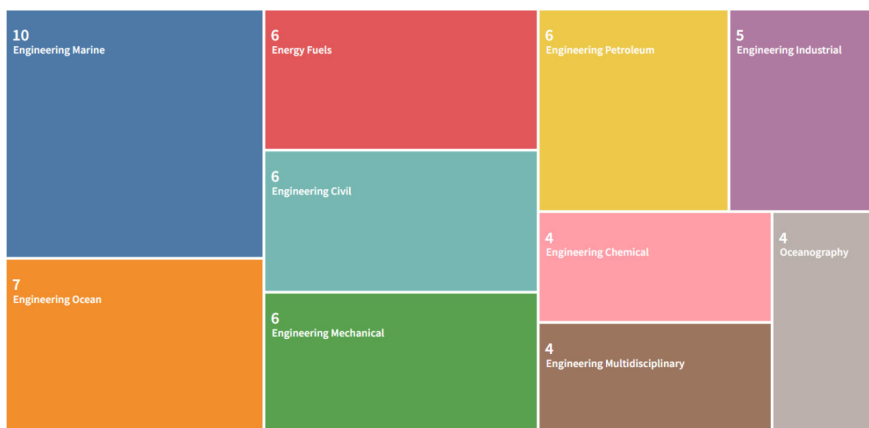 10
Engineering Marine
7
Engineering Ocean
6
Energy Fuels
6
Engineering Civil
6
Engineering Mechanical
6
Engineering Petroleum
5
Engineering Industrial
4
Engineering Chemical
4
Engineering Multidisciplinary
4
Oceanography